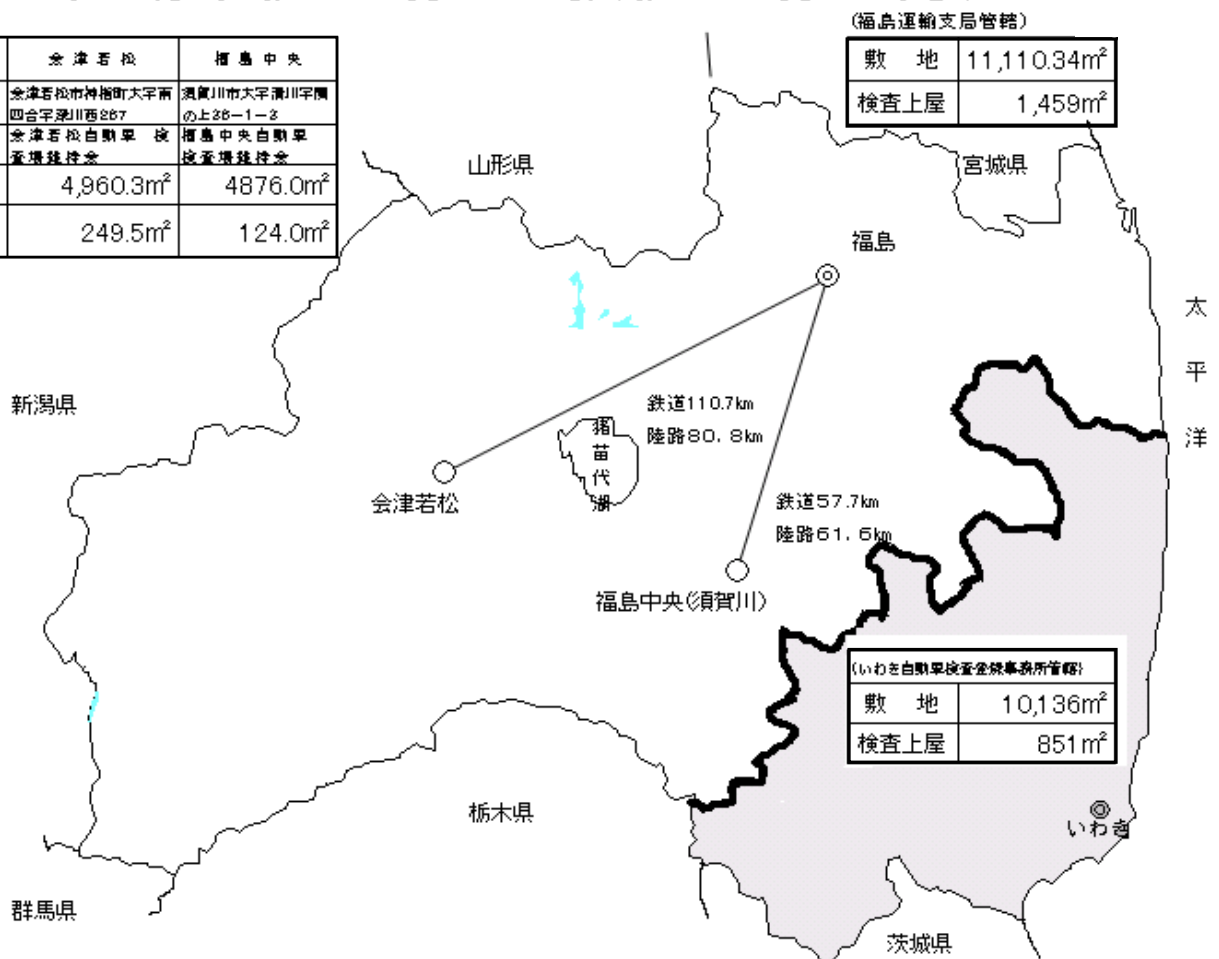 (福島運輸支局管轄)
敷　地 11,110.34m²
検査上屋 1,459m²
会津若松 福島中央
会津若松市神指町大字南 須賀川市大字
四合字深川西267 の上36-1-3
会津若松自動車 検 福島中央自動車
査場維持会 検査場維持会
4,960.3m² 4876.0m²
249.5m² 124.0m²
山形県
宮城県
福島
太平洋
新潟県
鉄道110.7km
陸路80.8km
猪苗代湖
会津若松
鉄道57.7km
陸路61.6km
福島中央(須賀川)
(いわき自動車検査登録事務所管轄)
敷　地 10,136m²
検査上屋 851m²
栃木県
いわき
群馬県
茨城県